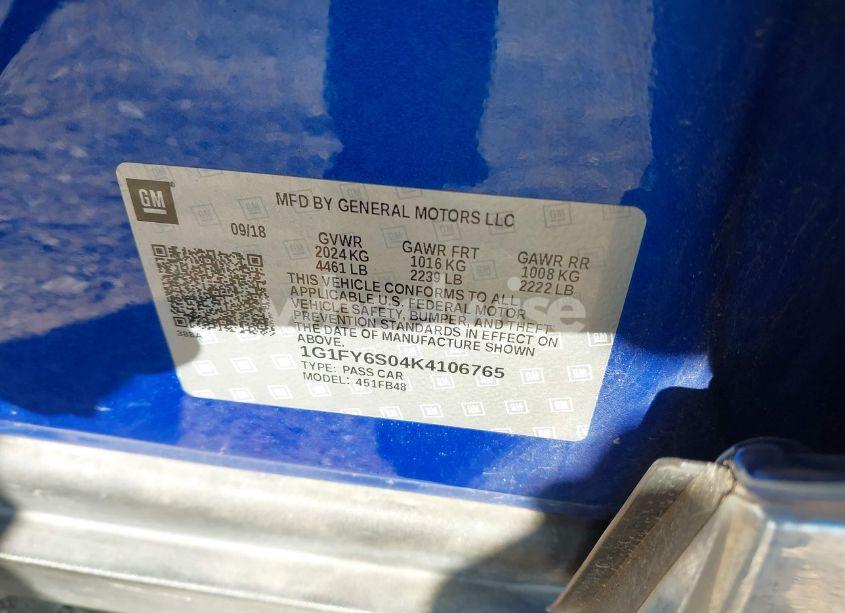 GM
MFD BY GENERAL MOTORS LLC
09/18
GVWR
2024 KG
4461 LB
GAWR FRT
1016 KG
2239 LB
GAWR RR
1008 KG
2222 LB
THIS VEHICLE CONFORMS TO ALL
APPLICABLE U.S. FEDERAL MOTOR
VEHICLE SAFETY, BUMPER, AND THEFT
PREVENTION STANDARDS IN EFFECT ON
THE DATE OF MANUFACTURE SHOWN
ABOVE.
1G1FY6S04K4106765
TYPE: PASS CAR
MODEL: 451FB48